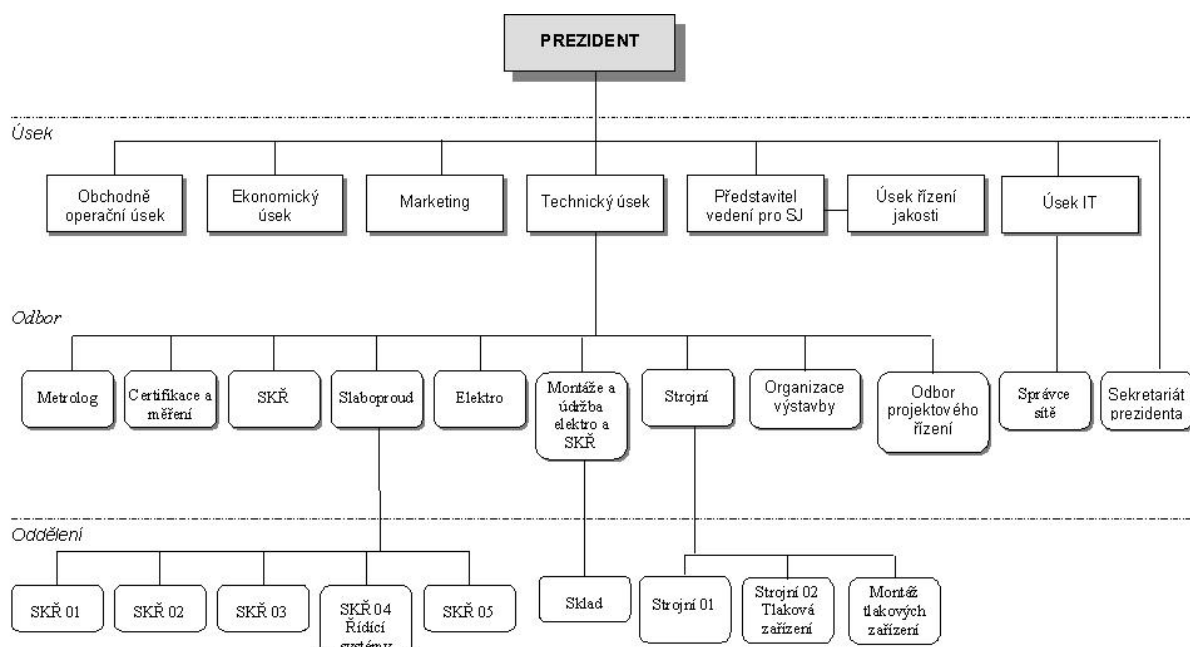 PREZIDENT
Úsek
Obchodně
operační úsek
Ekonomický
úsek
Marketing
Technický úsek
Představitel
vedení pro SJ
Úsek řízení
jakosti
Úsek IT
Odbor
Metrolog
Certifikace a
měření
SKŘ
Slaboproud
Elektro
Montáže a
údržba
elektro a
SKŘ
Strojní
Organizace
výstavby
Odbor
projektového
řízení
Správce
sítě
Sekretariát
prezidenta
Oddělení
SKŘ 01
SKŘ 02
SKŘ 03
SKŘ 04
Řídící
systémy
SKŘ 05
Sklad
Strojní 01
Strojní 02
Tlaková
zařízení
Montáž
tlakových
zařízení